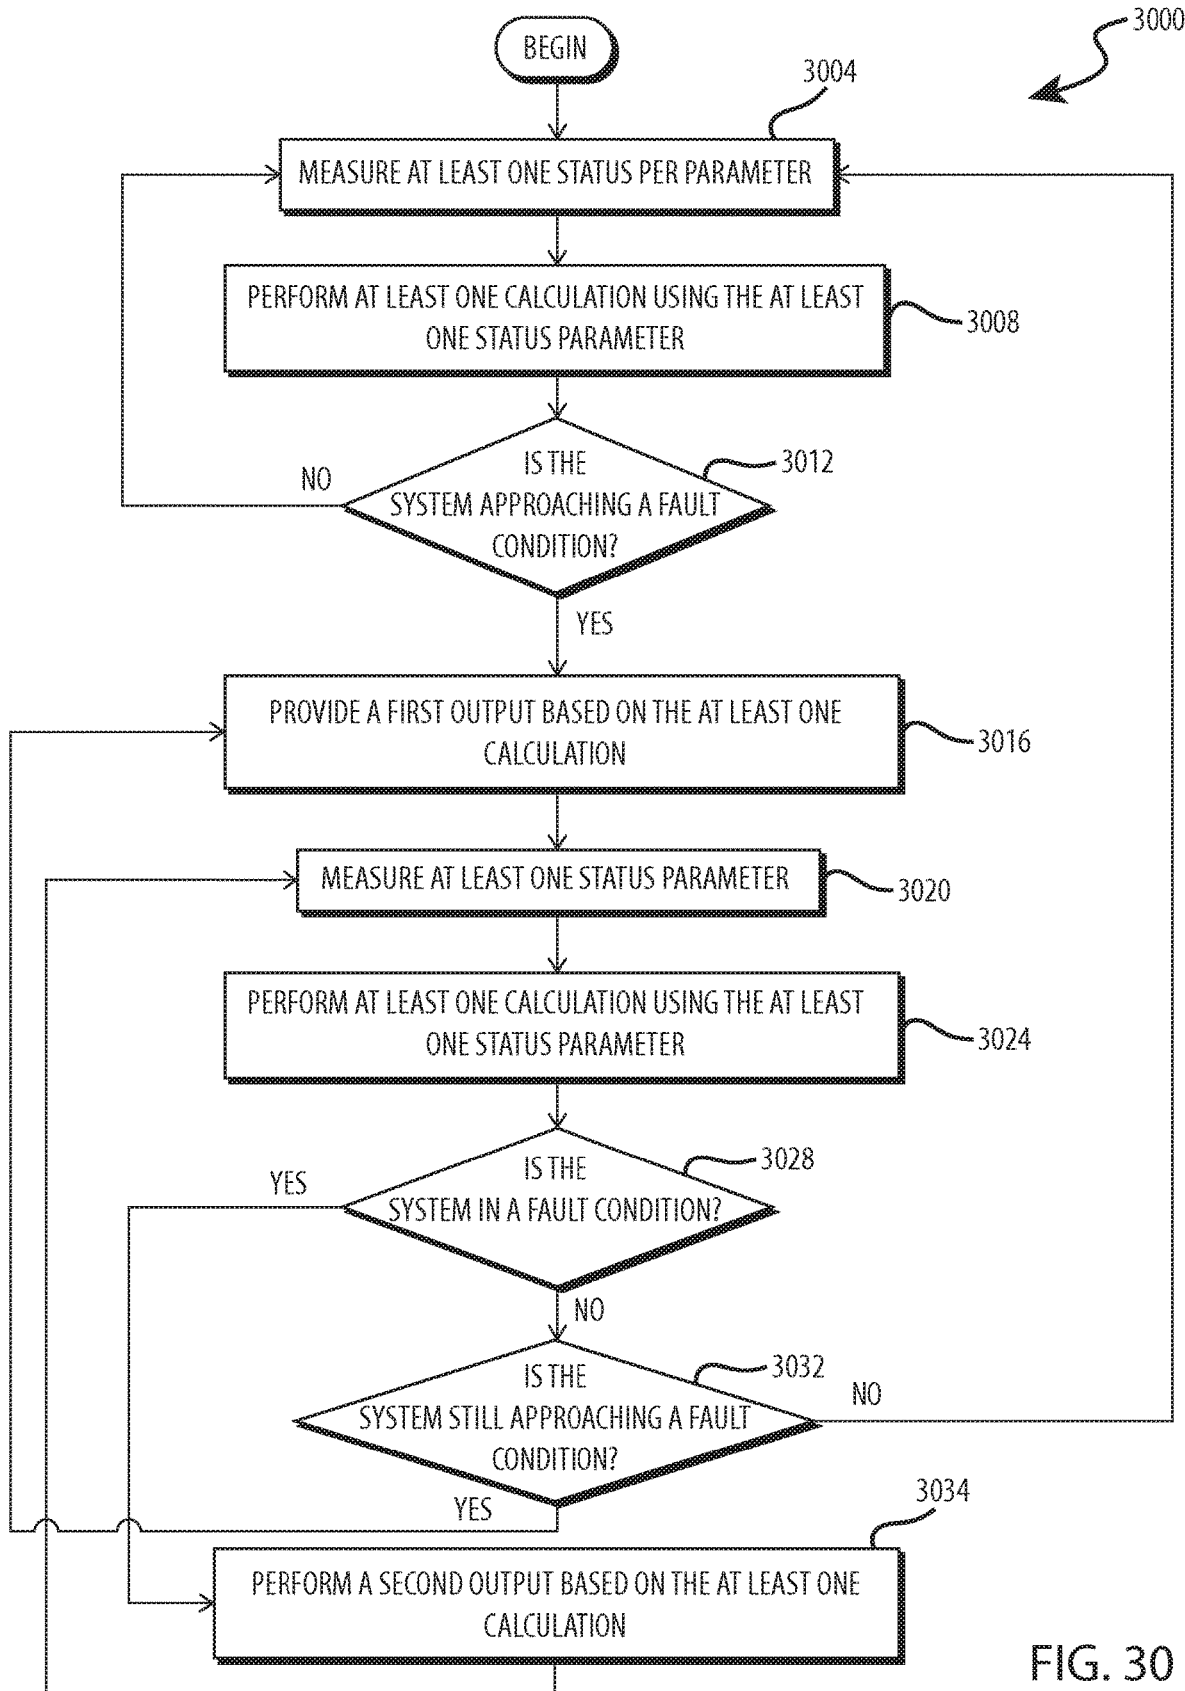 3000
BEGIN
3004
MEASURE AT LEAST ONE STATUS PER PARAMETER
PERFORM AT LEAST ONE CALCULATION USING THE AT LEAST
ONE STATUS PARAMETER
3008
IS THE
SYSTEM APPROACHING A FAULT
CONDITION?
3012
NO
YES
PROVIDE A FIRST OUTPUT BASED ON THE AT LEAST ONE
CALCULATION
3016
MEASURE AT LEAST ONE STATUS PARAMETER
3020
PERFORM AT LEAST ONE CALCULATION USING THE AT LEAST
ONE STATUS PARAMETER
3024
IS THE
SYSTEM IN A FAULT CONDITION?
3028
YES
NO
IS THE
SYSTEM STILL APPROACHING A FAULT
CONDITION?
3032
NO
YES
3034
PERFORM A SECOND OUTPUT BASED ON THE AT LEAST ONE
CALCULATION
FIG. 30